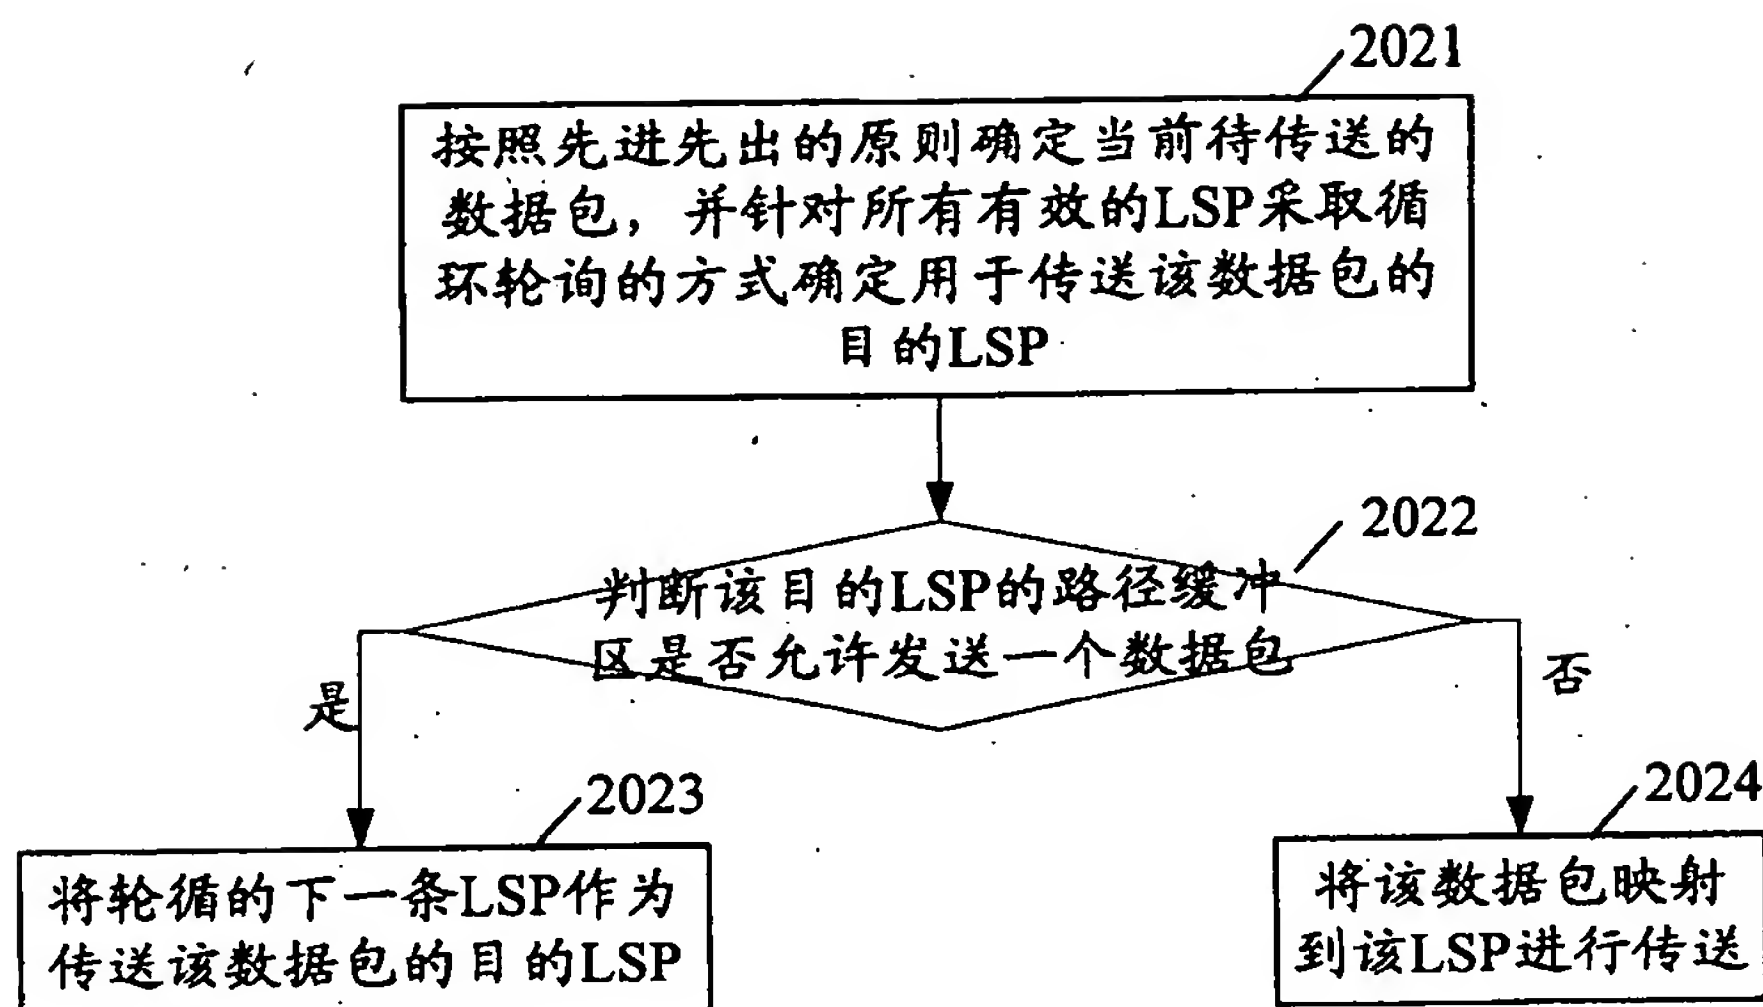 2021
按照先进先出的原则确定当前待传送的
数据包，并针对所有有效的LSP采取循
环轮询的方式确定用于传送该数据包的
目的LSP
2022
判断该目的LSP的路径缓冲
区是否允许发送一个数据包
是
否
2023
将轮循的下一条LSP作为
传送该数据包的目的LSP
2024
将该数据包映射
到该LSP进行传送